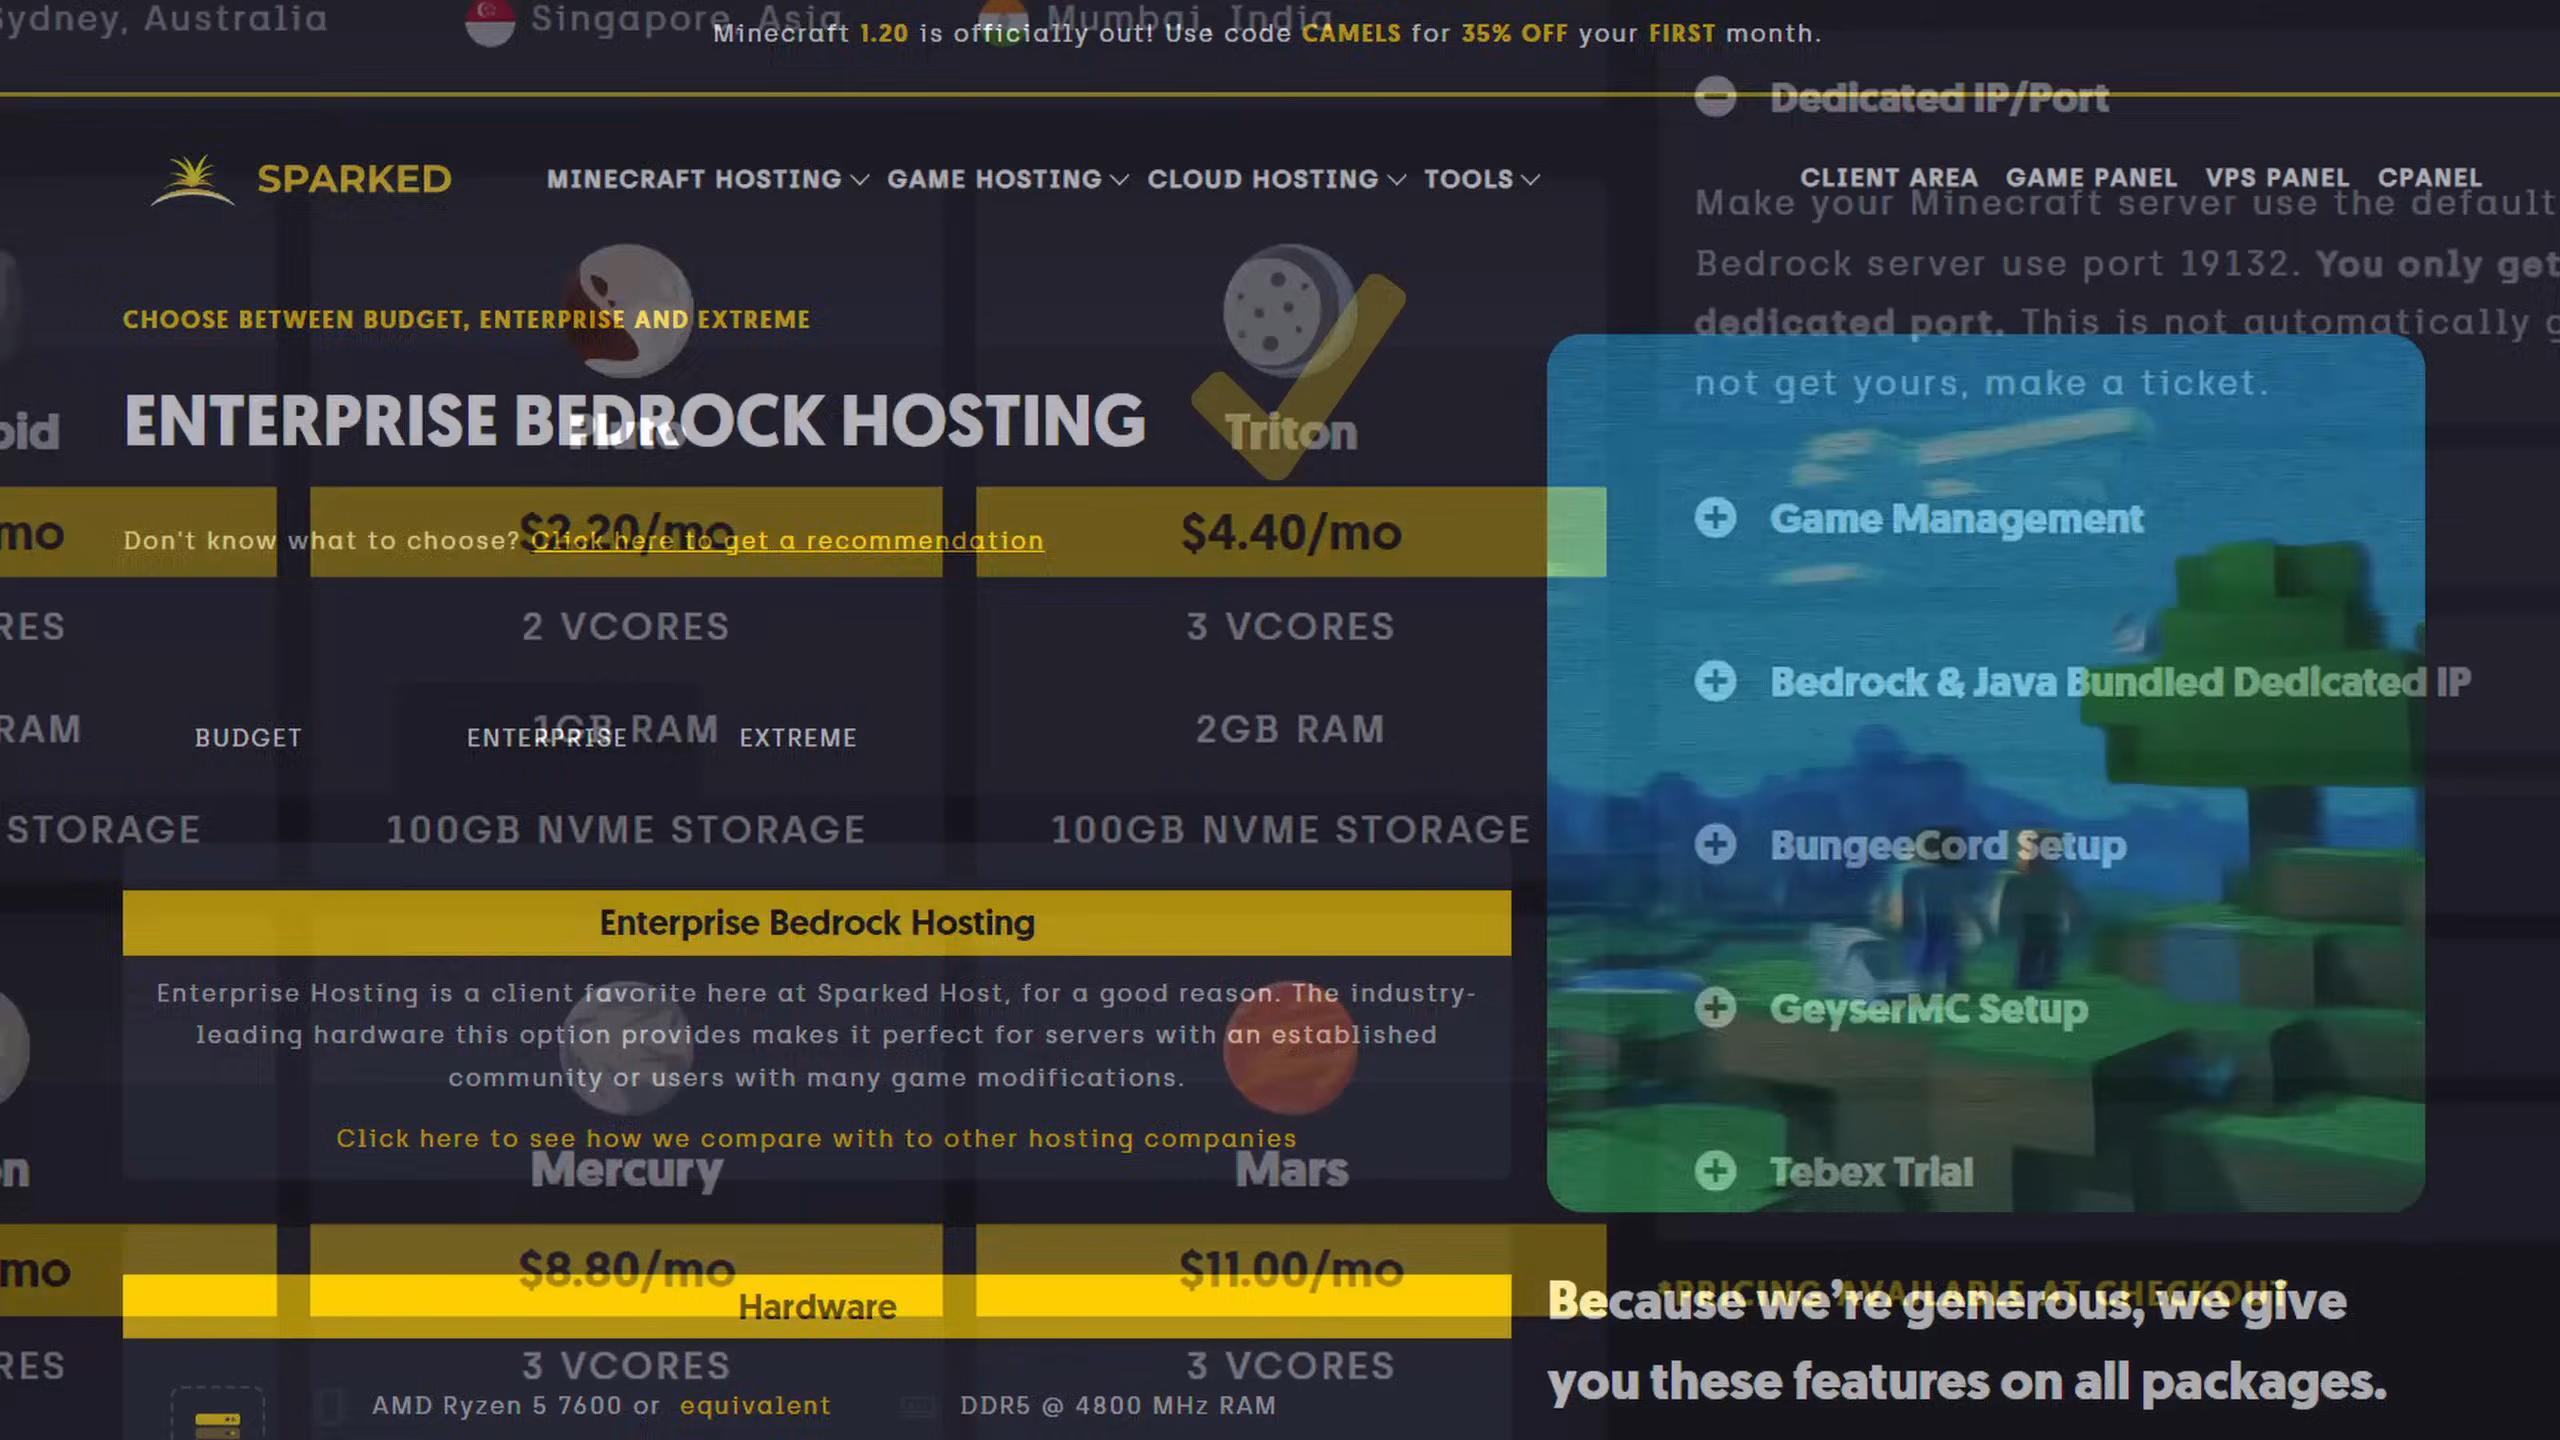 Sydney, Australia
Singapore, Asia
Mumbai, India
Minecraft 1.20 is officially out! Use code CAMELS for 35% OFF your FIRST month.
Dedicated IP/Port
SPARKED
MINECRAFT HOSTING
GAME HOSTING
CLOUD HOSTING
TOOLS
CLIENT AREA
GAME PANEL
VPS PANEL
CPANEL
Make your Minecraft server use the default
Bedrock server use port 19132. You only get
dedicated port. This is not automatically
not get yours, make a ticket.
CHOOSE BETWEEN BUDGET, ENTERPRISE AND EXTREME
ENTERPRISE BEDROCK HOSTING
Pluto
Triton
mo
$2.20/mo
$4.40/mo
Don't know what to choose? Click here to get a recommendation
Game Management
2 VCORES
3 VCORES
Bedrock & Java Bundled Dedicated IP
RAM
1GB RAM
2GB RAM
BUDGET
ENTERPRISE
EXTREME
STORAGE
100GB NVME STORAGE
100GB NVME STORAGE
BungeeCord Setup
Enterprise Bedrock Hosting
Enterprise Hosting is a client favorite here at Sparked Host, for a good reason. The industry-
leading hardware this option provides makes it perfect for servers with an established
community or users with many game modifications.
GeyserMC Setup
Click here to see how we compare with to other hosting companies
Mercury
Mars
Tebex Trial
mo
$8.80/mo
$11.00/mo
*PRICING AVAILABLE AT CHECKOUT
Hardware
Because we're generous, we give
you these features on all packages.
3 VCORES
3 VCORES
AMD Ryzen 5 7600 or equivalent
DDR5 @ 4800 MHz RAM